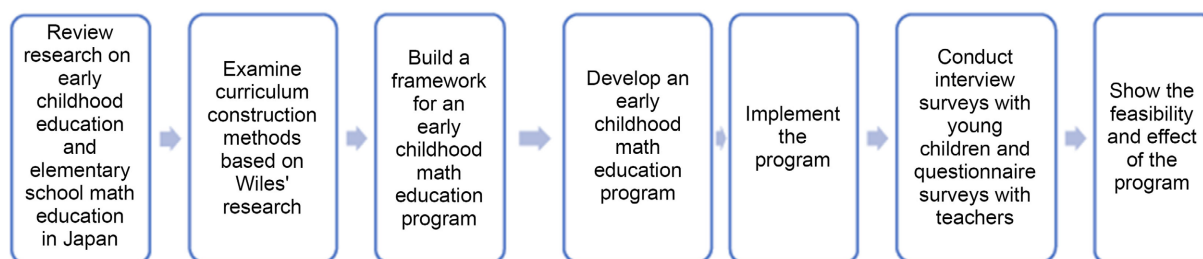 Review
research on
early
childhood
education
and
elementary
school math
education
in Japan
Examine
curriculum
construction
methods
based on
Wiles'
research
Build a
framework
for an
early
childhood
math
education
program
Develop an
early
childhood
math
education
program
Implement
the
program
Conduct
interview
surveys with
young
children and
questionnaire
surveys with
teachers
Show the
feasibility
and effect
of the
program